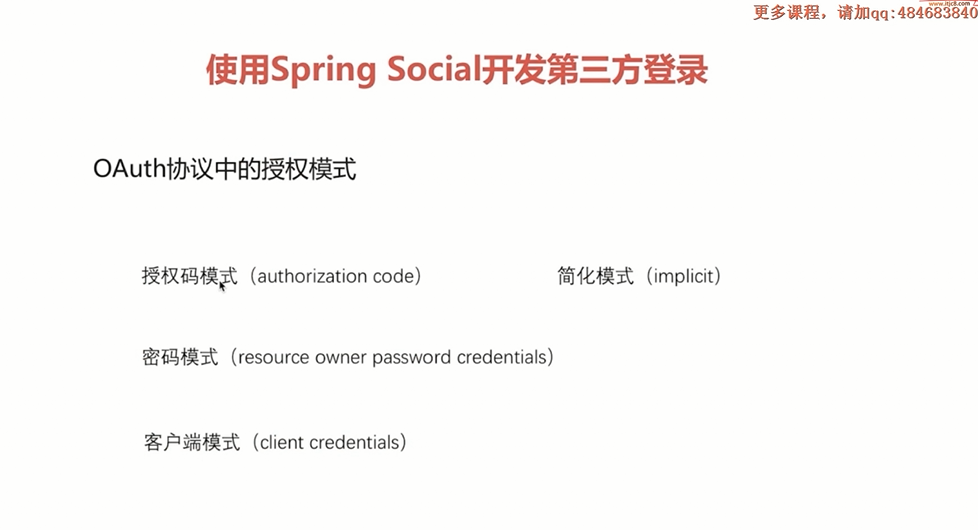 www.itjc8.com
更多课程，请加qq:484683840
使用Spring Social开发第三方登录
OAuth协议中的授权模式
授权码模式（authorization code）
简化模式（implicit）
密码模式（resource owner password credentials）
客户端模式（client credentials）